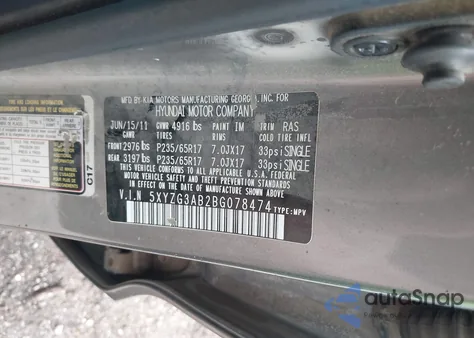 MFD. BY KIA MOTORS MANUFACTURING GEORGIA, INC. FOR
HYUNDAI MOTOR COMPANY
JUN/15/11 GVWR 4916 lbs PAINT IM TRIM RAS
GAWR TIRES RIMS COLD TIRE INFL
FRONT 2976 lbs P235/65R17 7.0JX17 33psi SINGLE
REAR 3197 lbs P235/65R17 7.0JX17 33psi SINGLE
THIS VEHICLE CONFORMS TO ALL APPLICABLE U.S.A. FEDERAL
MOTOR VEHICLE SAFETY AND THEFT PREVENTION STANDARDS
IN EFFECT ON THE DATE OF MANUFACTURE SHOWN ABOVE.
V.I.N 5XYZG3AB2BG078474 TYPE:MPV
C17
autoSnap